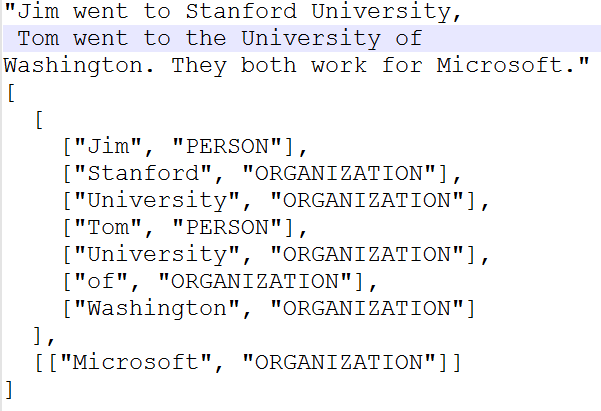 "Jim went to Stanford University,
 Tom went to the University of
Washington. They both work for Microsoft."
[
  [
    ["Jim", "PERSON"],
    ["Stanford", "ORGANIZATION"],
    ["University", "ORGANIZATION"],
    ["Tom", "PERSON"],
    ["University", "ORGANIZATION"],
    ["of", "ORGANIZATION"],
    ["Washington", "ORGANIZATION"]
  ],
  [["Microsoft", "ORGANIZATION"]]
]